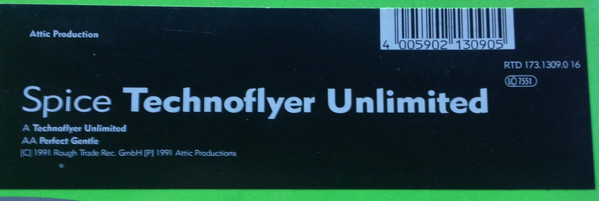 Attic Production
4 005902 130905
RTD 173.1309.0 16
LC 7551
Spice Technoflyer Unlimited
A Technoflyer Unlimited
AA Perfect Gentle
[C] 1991 Rough Trade Rec. GmbH [P] 1991 Attic Productions